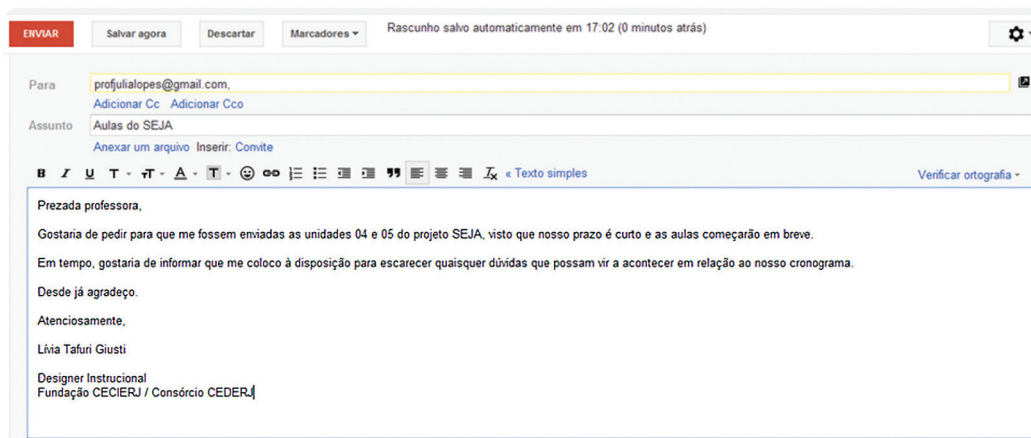 ENVIAR Salvar agora Descartar Marcadores Rascunho salvo automaticamente em 17:02 (0 minutos atrás)
Para profjulialopes@gmail.com,
Adicionar Cc Adicionar Cco
Assunto Aulas do SEJA
Anexar um arquivo Inserir: Convite
B I U T T A T « Texto simples Verificar ortografia
Prezada professora,
Gostaria de pedir para que me fossem enviadas as unidades 04 e 05 do projeto SEJA, visto que nosso prazo é curto e as aulas começarão em breve.
Em tempo, gostaria de informar que me coloco à disposição para escarecer quaisquer dúvidas que possam vir a acontecer em relação ao nosso cronograma.
Desde já agradeço.
Atenciosamente,
Lívia Tafuri Giusti
Designer Instrucional
Fundação CECIERJ / Consórcio CEDERJ